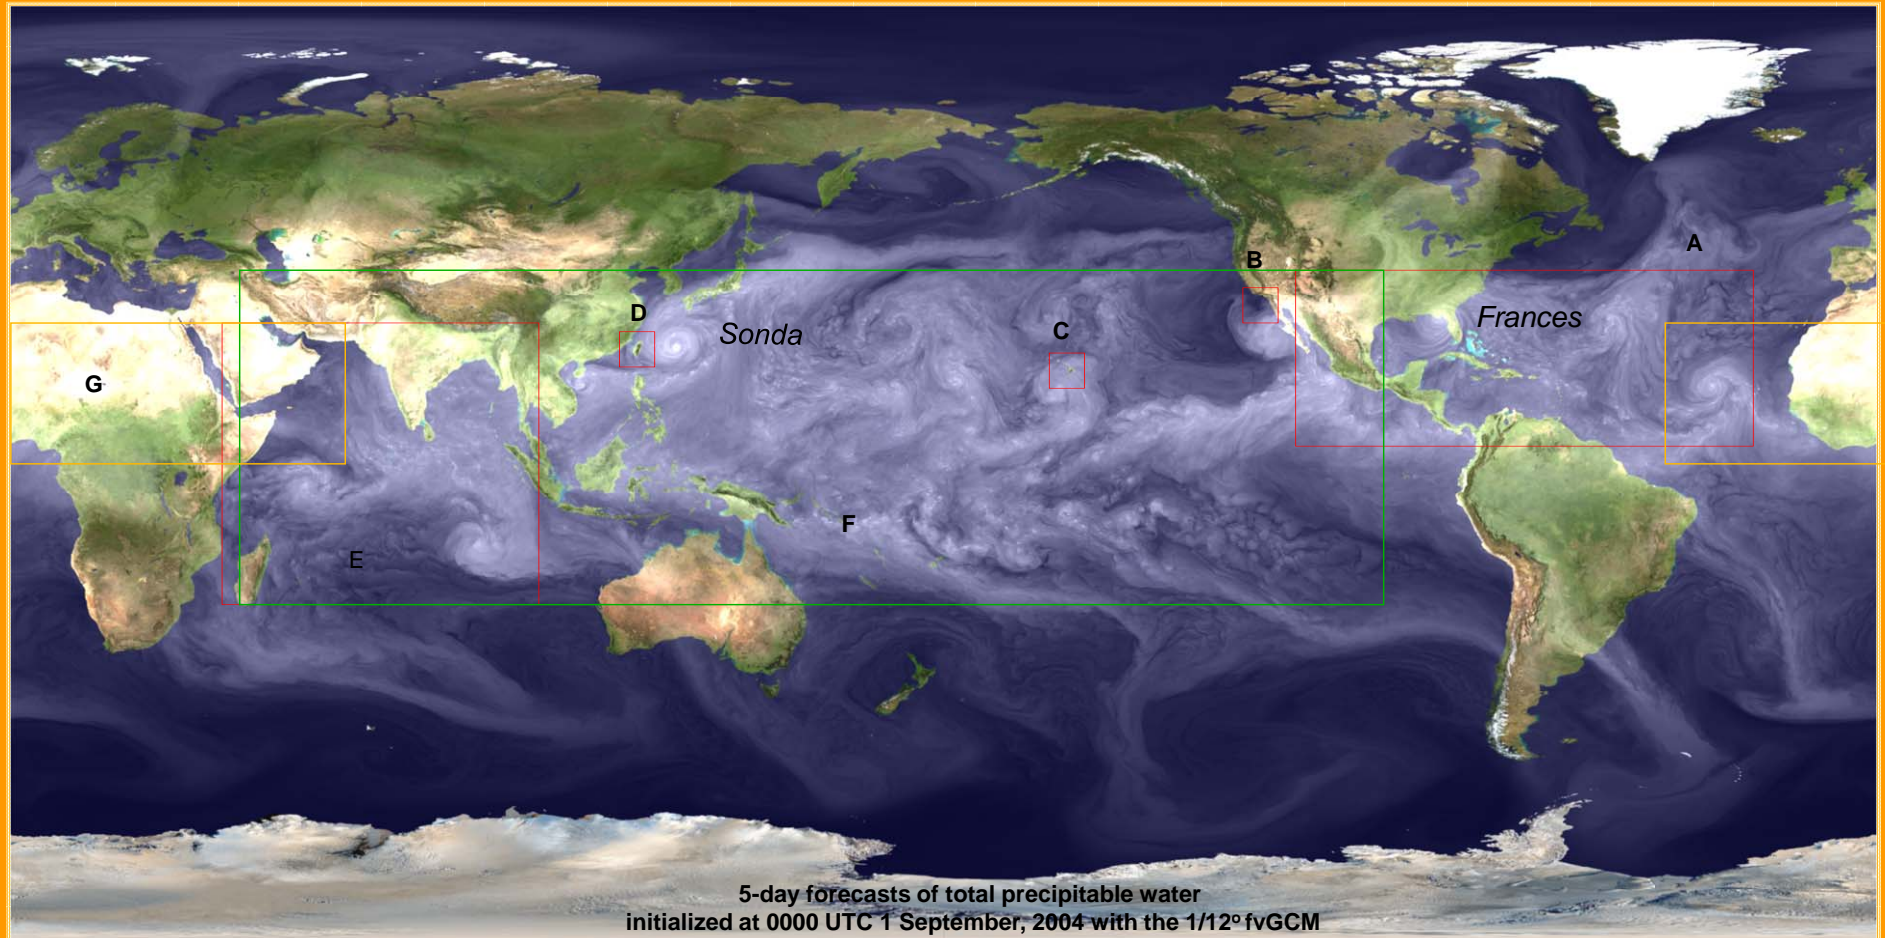 A
B
D
Frances
Sonda
C
G
F
E
5-day forecasts of total precipitable water
initialized at 0000 UTC 1 September, 2004 with the 1/12º fvGCM